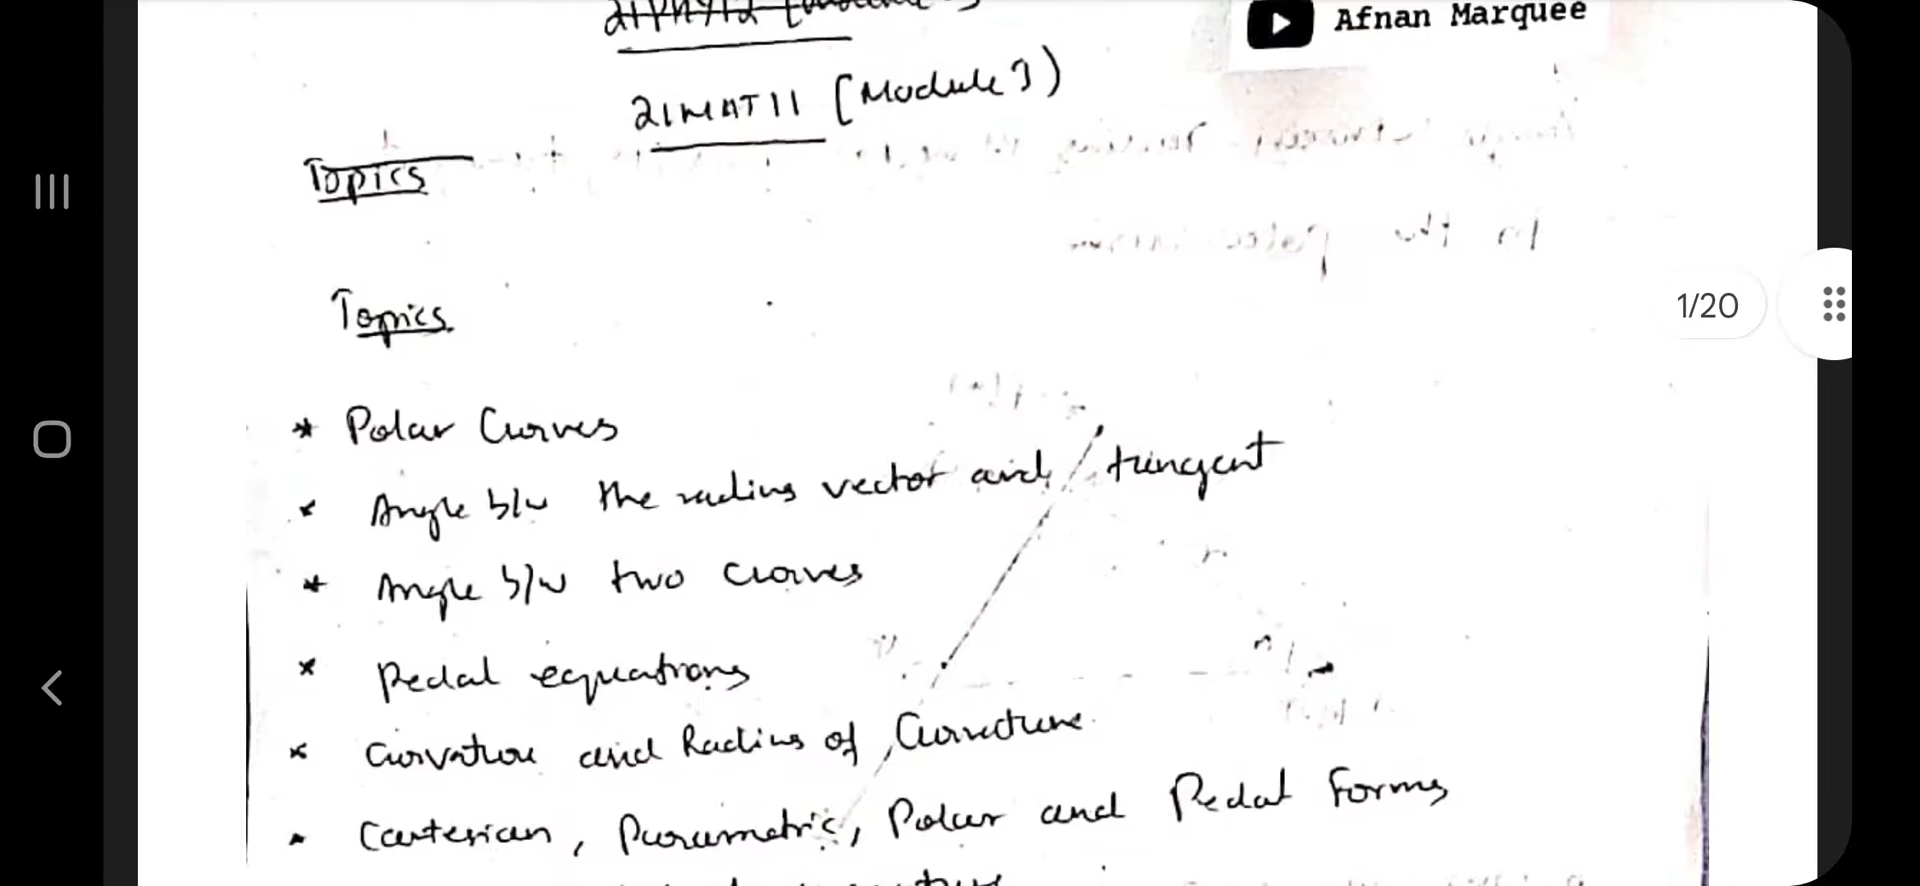 Afnan Marquee
21MAT11 [Module 3)
Topics
Topics
1/20
* Polar Curves
* Angle b/w the radius vector and tangent
* Angle b/w two curves
* Pedal equations
* Curvature and Radius of Curvature
* Cartesian, Parametric, Polar and Pedal Forms